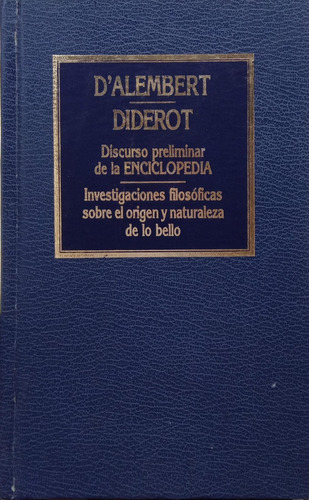 D'ALEMBERT
DIDEROT
Discurso preliminar
de la ENCICLOPEDIA
Investigaciones filosóficas
sobre el origen y naturaleza
de lo bello